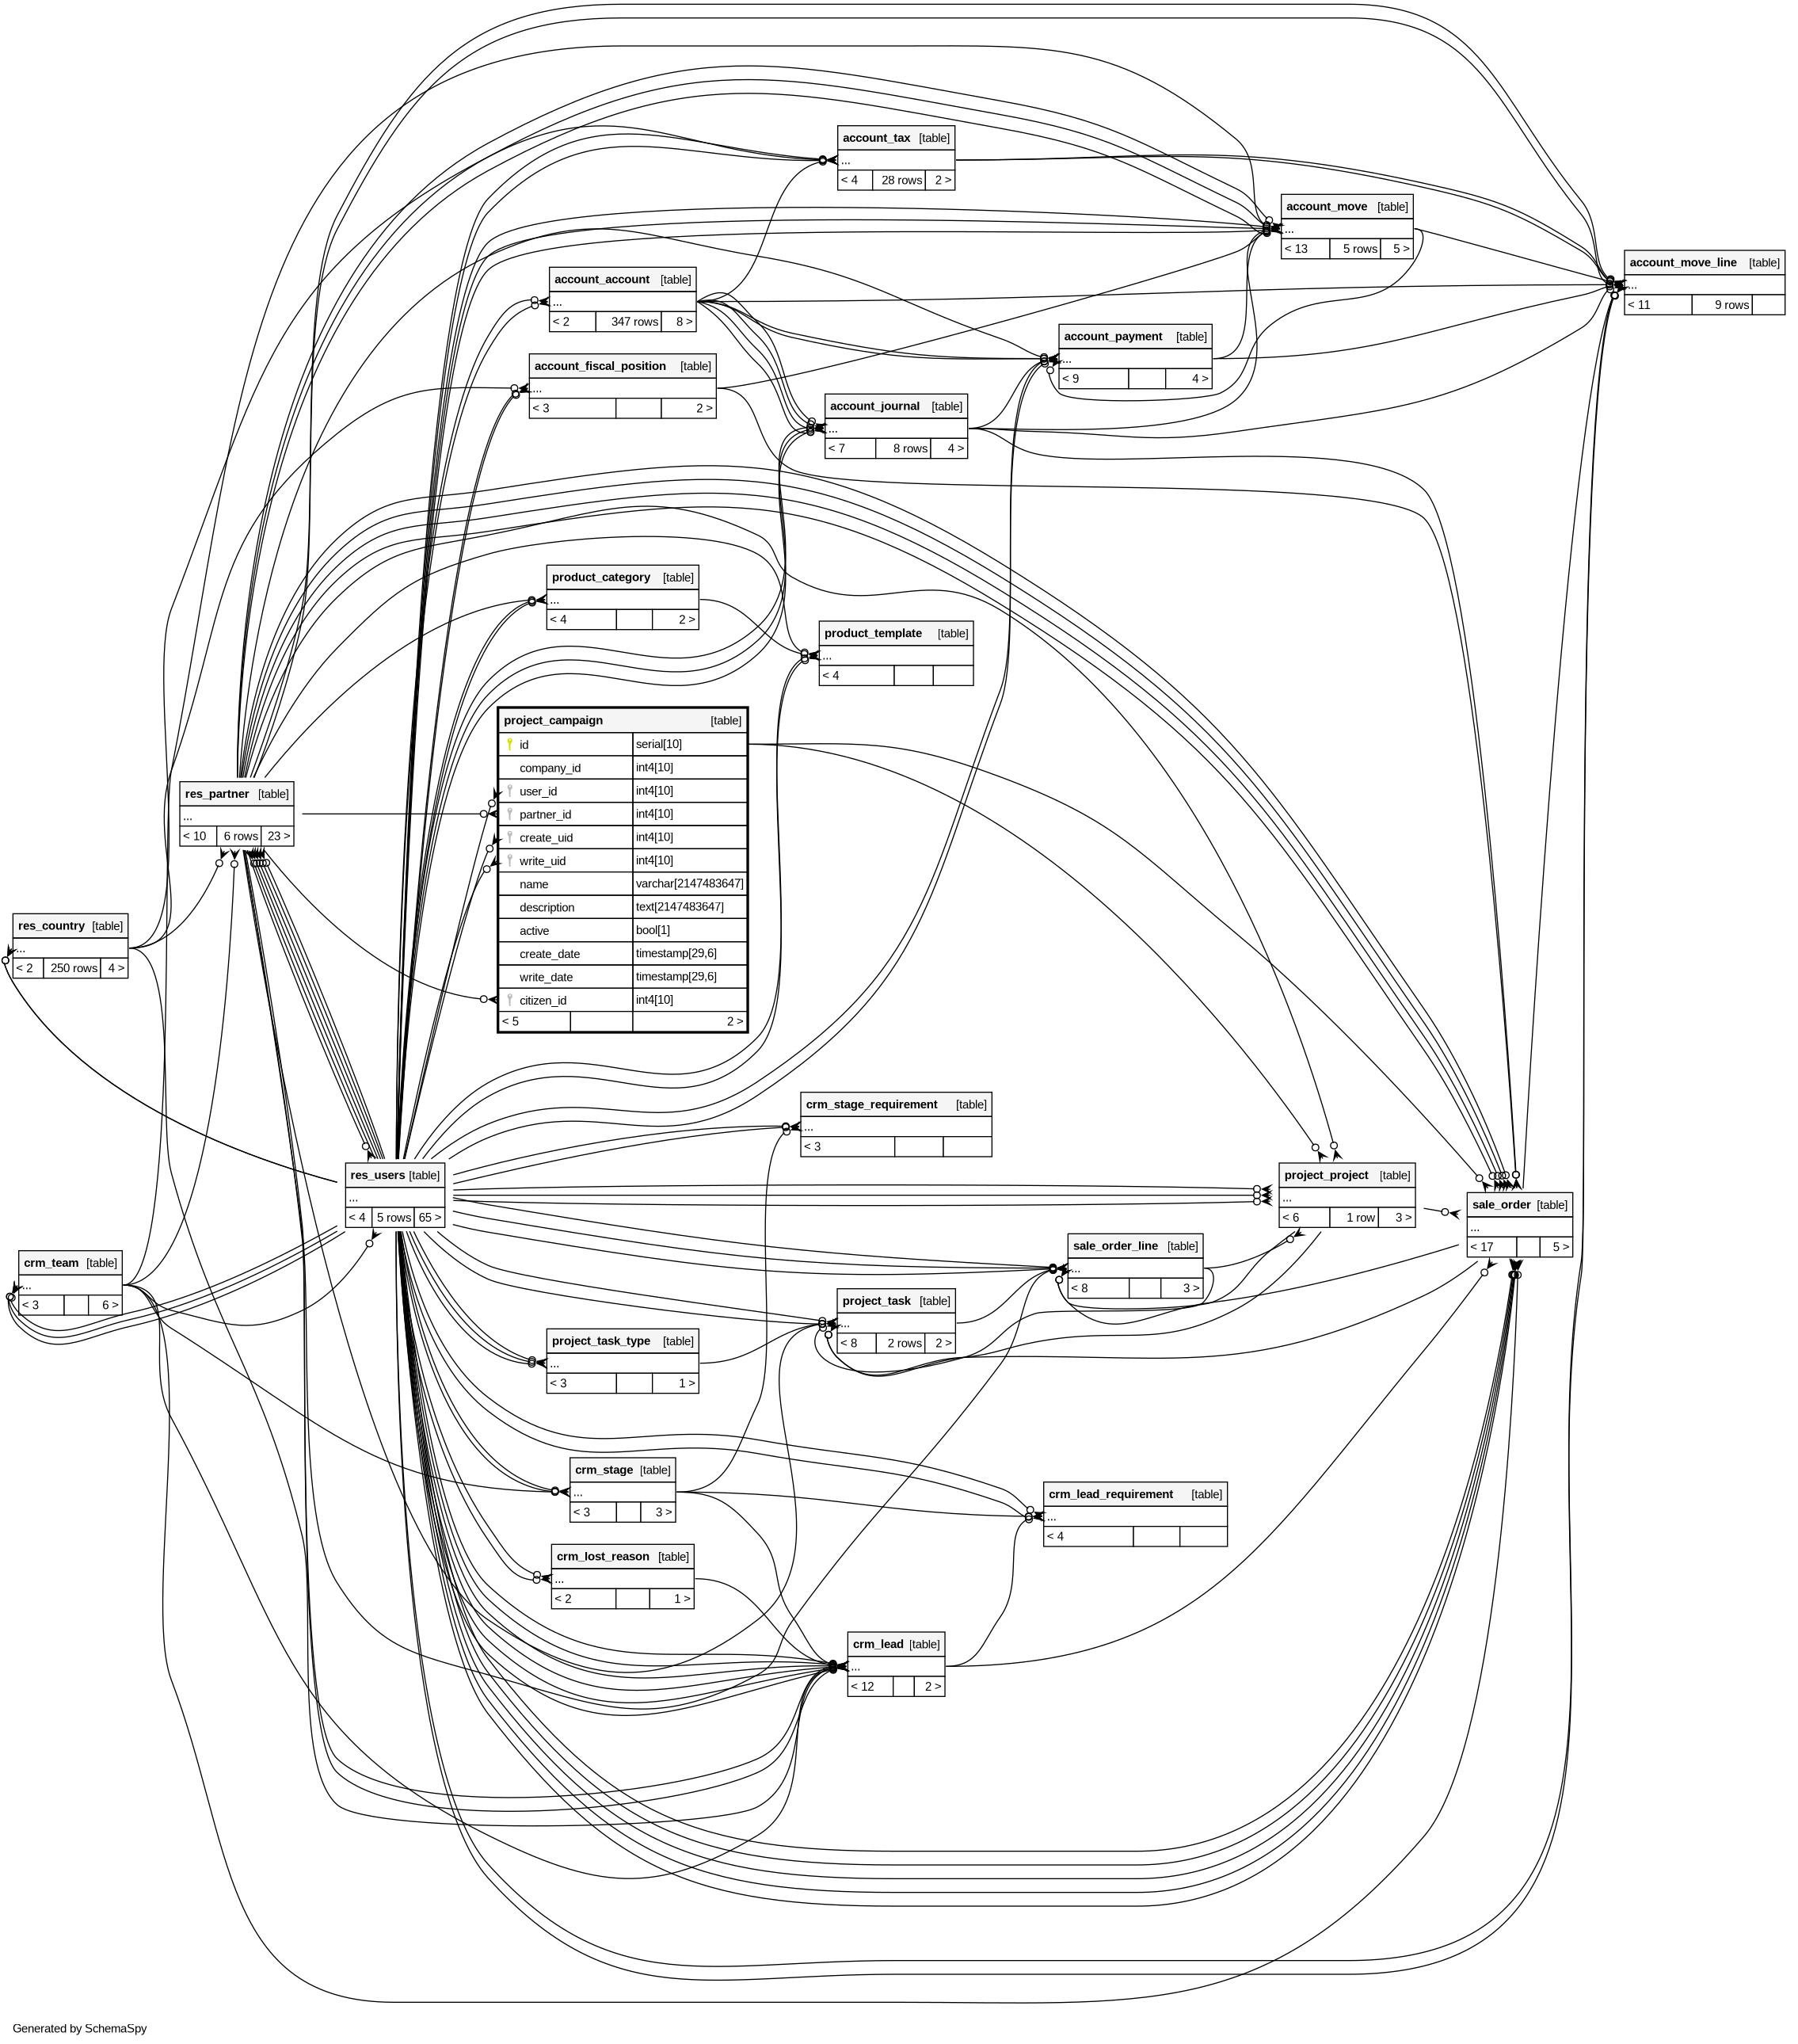 account_tax [table]
...
< 4 28 rows 2 >
account_move [table]
...
< 13 5 rows 5 >
account_move_line [table]
...
< 11 9 rows
account_account [table]
...
< 2 347 rows 8 >
account_payment [table]
...
< 9 4 >
account_fiscal_position [table]
...
< 3 2 >
account_journal [table]
...
< 7 8 rows 4 >
product_category [table]
...
< 4 2 >
product_template [table]
...
< 4
project_campaign [table]
id serial[10]
company_id int4[10]
user_id int4[10]
partner_id int4[10]
create_uid int4[10]
write_uid int4[10]
name varchar[2147483647]
description text[2147483647]
active bool[1]
create_date timestamp[29,6]
write_date timestamp[29,6]
citizen_id int4[10]
< 5 2 >
res_partner [table]
...
< 10 6 rows 23 >
res_country [table]
...
< 2 250 rows 4 >
crm_stage_requirement [table]
...
< 3
res_users [table]
...
< 4 5 rows 65 >
project_project [table]
...
< 6 1 row 3 >
sale_order [table]
...
< 17 5 >
sale_order_line [table]
...
< 8 3 >
crm_team [table]
...
< 3 6 >
project_task [table]
...
< 8 2 rows 2 >
project_task_type [table]
...
< 3 1 >
crm_stage [table]
...
< 3 3 >
crm_lead_requirement [table]
...
< 4
crm_lost_reason [table]
...
< 2 1 >
crm_lead [table]
...
< 12 2 >
Generated by SchemaSpy